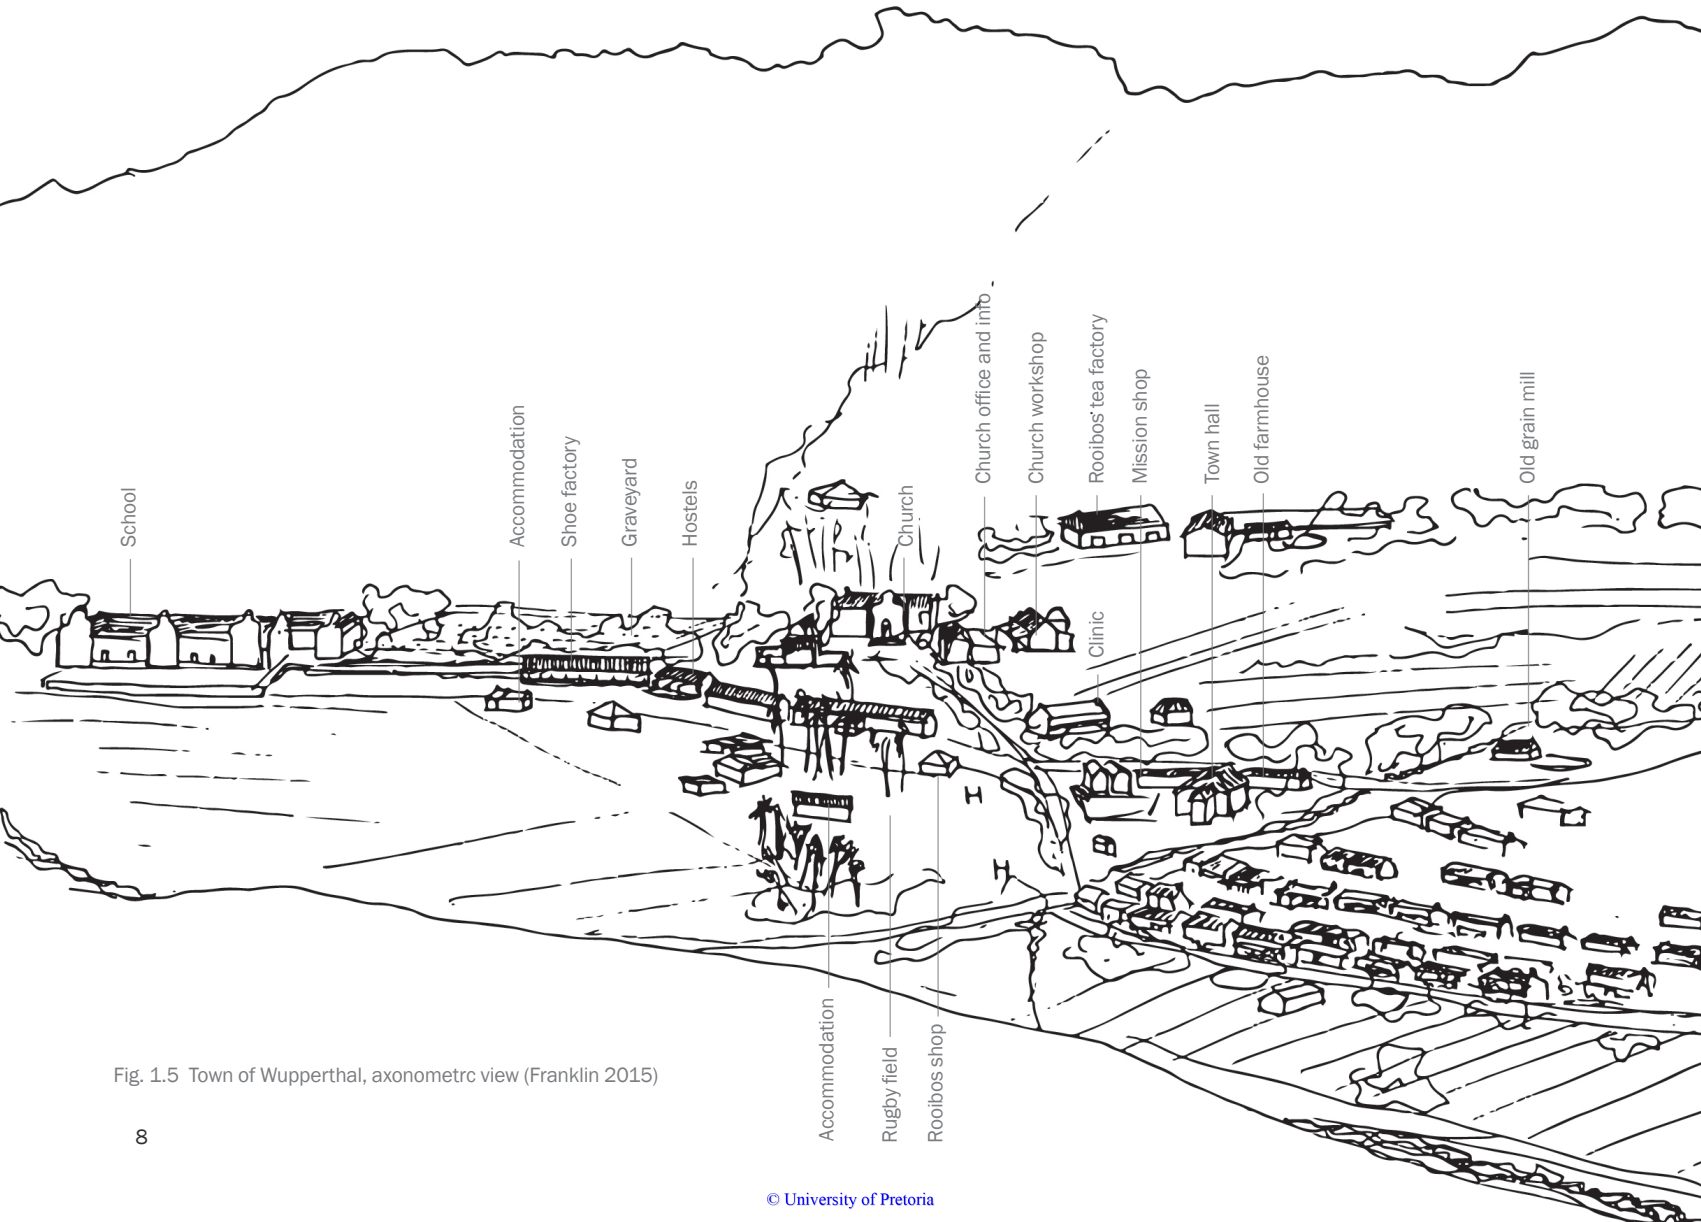 School
Accommodation
Shoe factory
Graveyard
Hostels
Church
Church office and info
Church workshop
Rooibos tea factory
Mission shop
Town hall
Old farmhouse
Old grain mill
Clinic
Accommodation
Rugby field
Rooibos shop
Fig. 1.5 Town of Wupperthal, axonometrc view (Franklin 2015)
8
© University of Pretoria